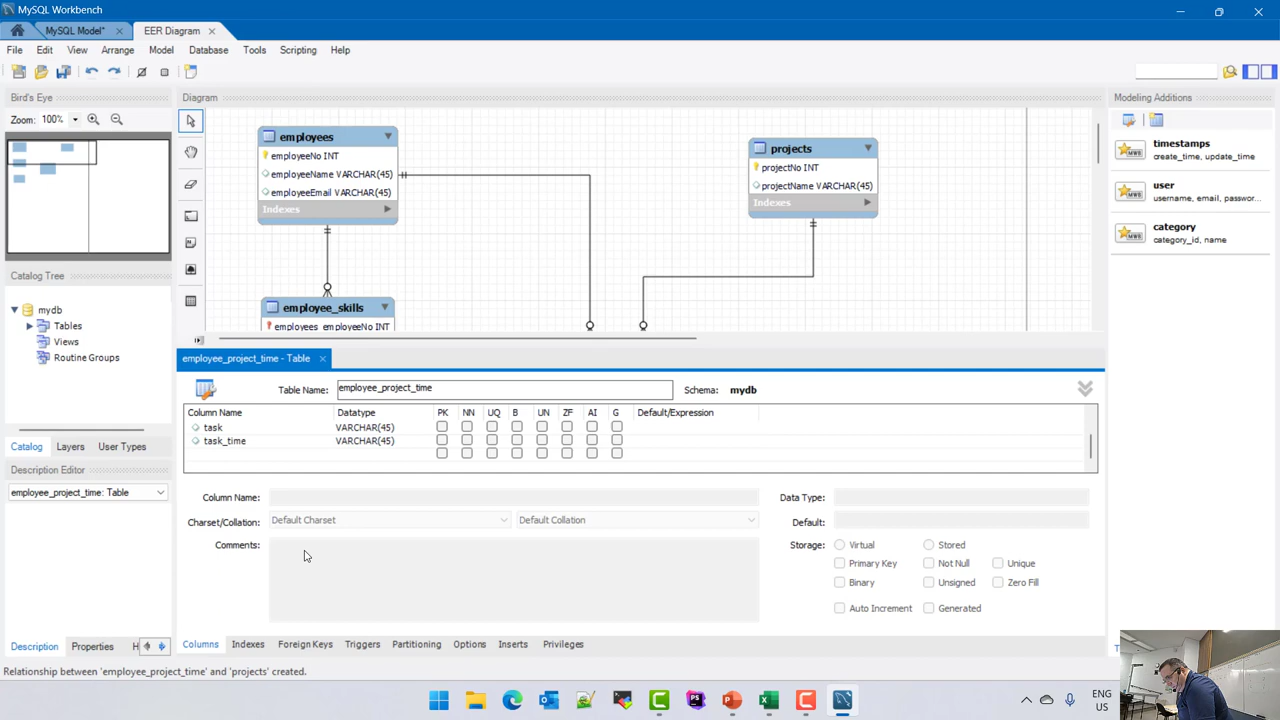 MySQL Workbench
MySQL Model*
EER Diagram
File Edit View Arrange Model Database Tools Scripting Help
Bird's Eye
Zoom: 100%
Catalog Tree
mydb
Tables
Views
Routine Groups
Catalog Layers User Types
Description Editor
employee_project_time: Table
Description Properties H
Diagram
employees
employeeNo INT
employeeName VARCHAR(45)
employeeEmail VARCHAR(45)
Indexes
employee_skills
employees_employeeNo INT
projects
projectNo INT
projectName VARCHAR(45)
Indexes
employee_project_time - Table
Table Name: employee_project_time Schema: mydb
Column Name Datatype PK NN UQ B UN ZF AI G Default/Expression
task VARCHAR(45)
task_time VARCHAR(45)
Column Name: Data Type:
Charset/Collation: Default Charset Default Collation Default:
Comments: Storage: Virtual Stored
Primary Key Not Null Unique
Binary Unsigned Zero Fill
Auto Increment Generated
Columns Indexes Foreign Keys Triggers Partitioning Options Inserts Privileges
Modeling Additions
timestamps
create_time, update_time
user
username, email, passwor...
category
category_id, name
Relationship between 'employee_project_time' and 'projects' created.
ENG
US